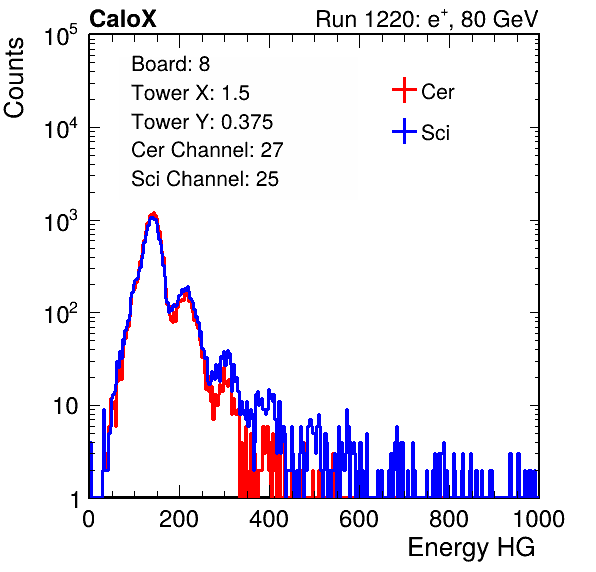 CaloX Run 1220: e⁺, 80 GeV
Counts
Board: 8
Tower X: 1.5
Tower Y: 0.375
Cer Channel: 27
Sci Channel: 25
Cer
Sci
10⁵
10⁴
10³
10²
10
1
0 200 400 600 800 1000
Energy HG